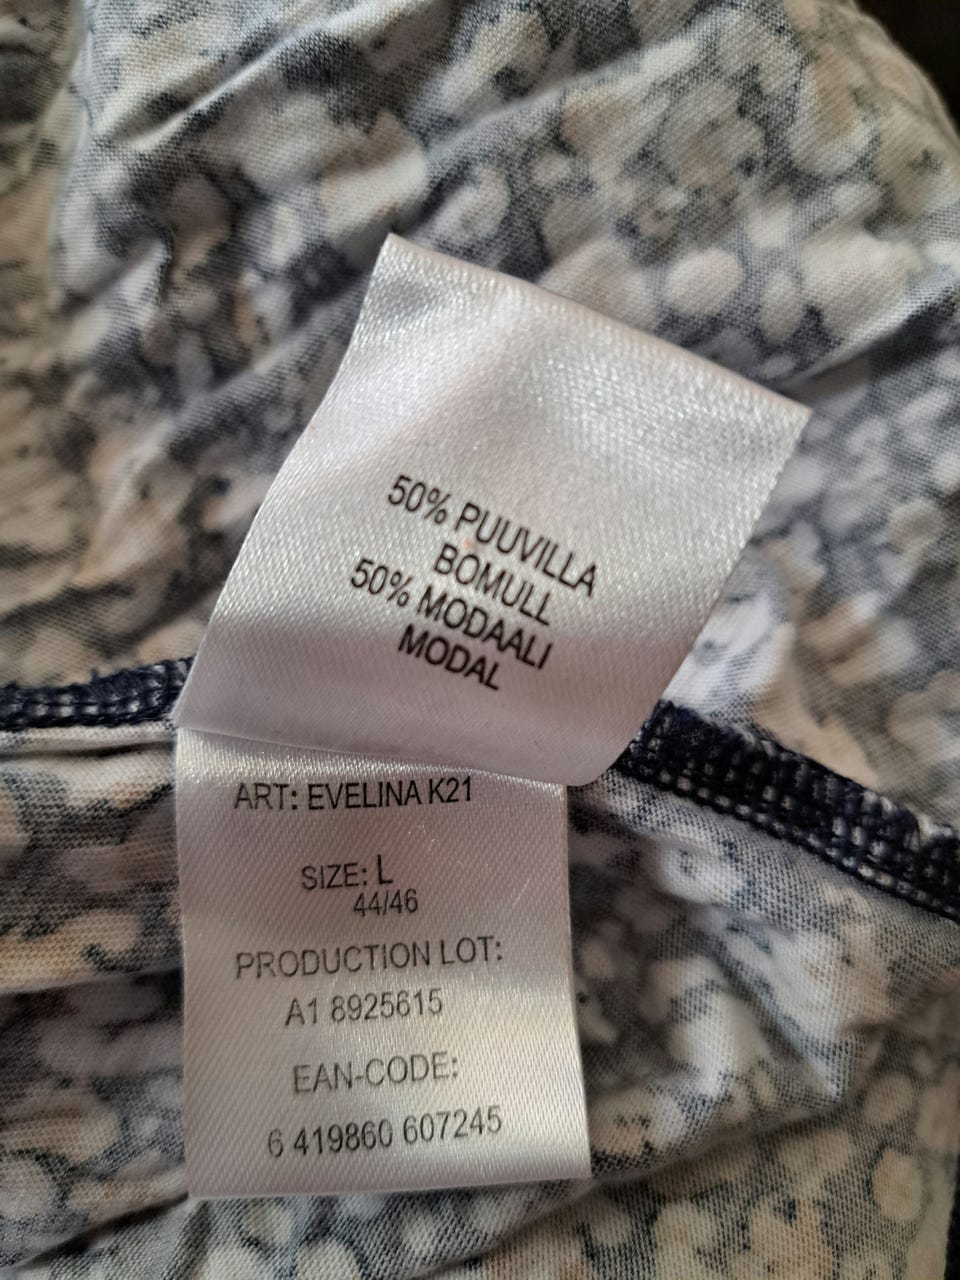 50% PUUVILLA
BOMULL
50% MODAALI
MODAL
ART: EVELINA K21
SIZE: L
44/46
PRODUCTION LOT:
A1 8925615
EAN-CODE:
6 419860 607245